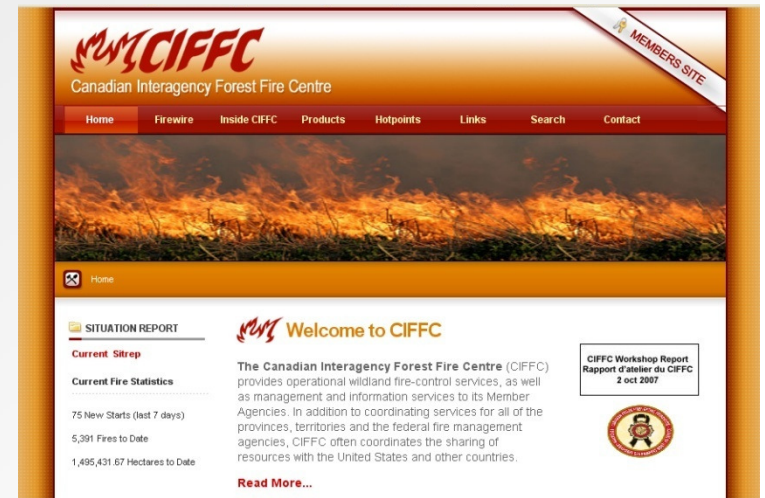 CIFFC
Canadian Interagency Forest Fire Centre
MEMBERS SITE
Home Firewire Inside CIFFC Products Hotpoints Links Search Contact
Home
SITUATION REPORT
Current Sitrep
Current Fire Statistics
75 New Starts (last 7 days)
5,391 Fires to Date
1,495,431.67 Hectares to Date
Welcome to CIFFC
The Canadian Interagency Forest Fire Centre (CIFFC)
provides operational wildland fire-control services, as well
as management and information services to its Member
Agencies. In addition to coordinating services for all of the
provinces, territories and the federal fire management
agencies, CIFFC often coordinates the sharing of
resources with the United States and other countries.
Read More...
CIFFC Workshop Report
Rapport d'atelier du CIFFC
2 oct 2007